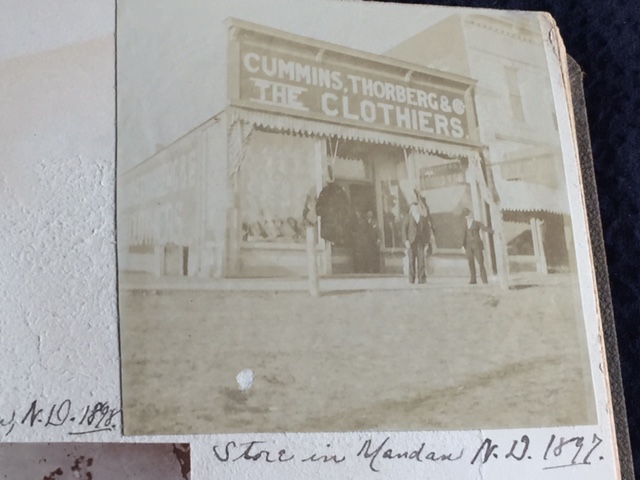 CUMMINS, THORBERG & Co
THE CLOTHIERS.
N.D. 1898.
Store in Mandan N.D. 1897.